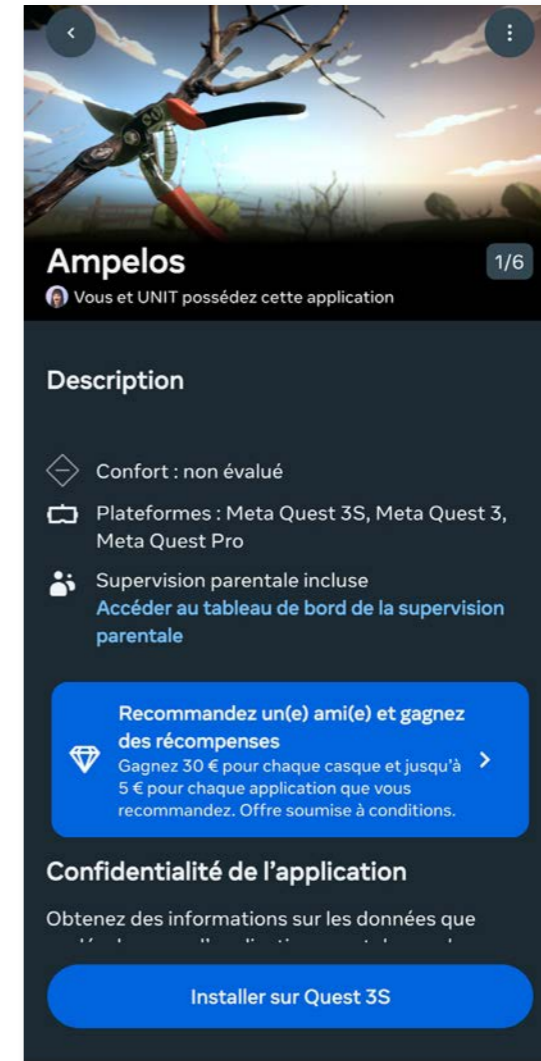 Ampelos
1/6
Vous et UNIT possédez cette application
Description
Confort : non évalué
Plateformes : Meta Quest 3S, Meta Quest 3,
Meta Quest Pro
Supervision parentale incluse
Accéder au tableau de bord de la supervision
parentale
Recommandez un(e) ami(e) et gagnez
des récompenses
Gagnez 30 € pour chaque casque et jusqu'à
5 € pour chaque application que vous
recommandez. Offre soumise à conditions.
Confidentialité de l'application
Obtenez des informations sur les données que
Installer sur Quest 3S